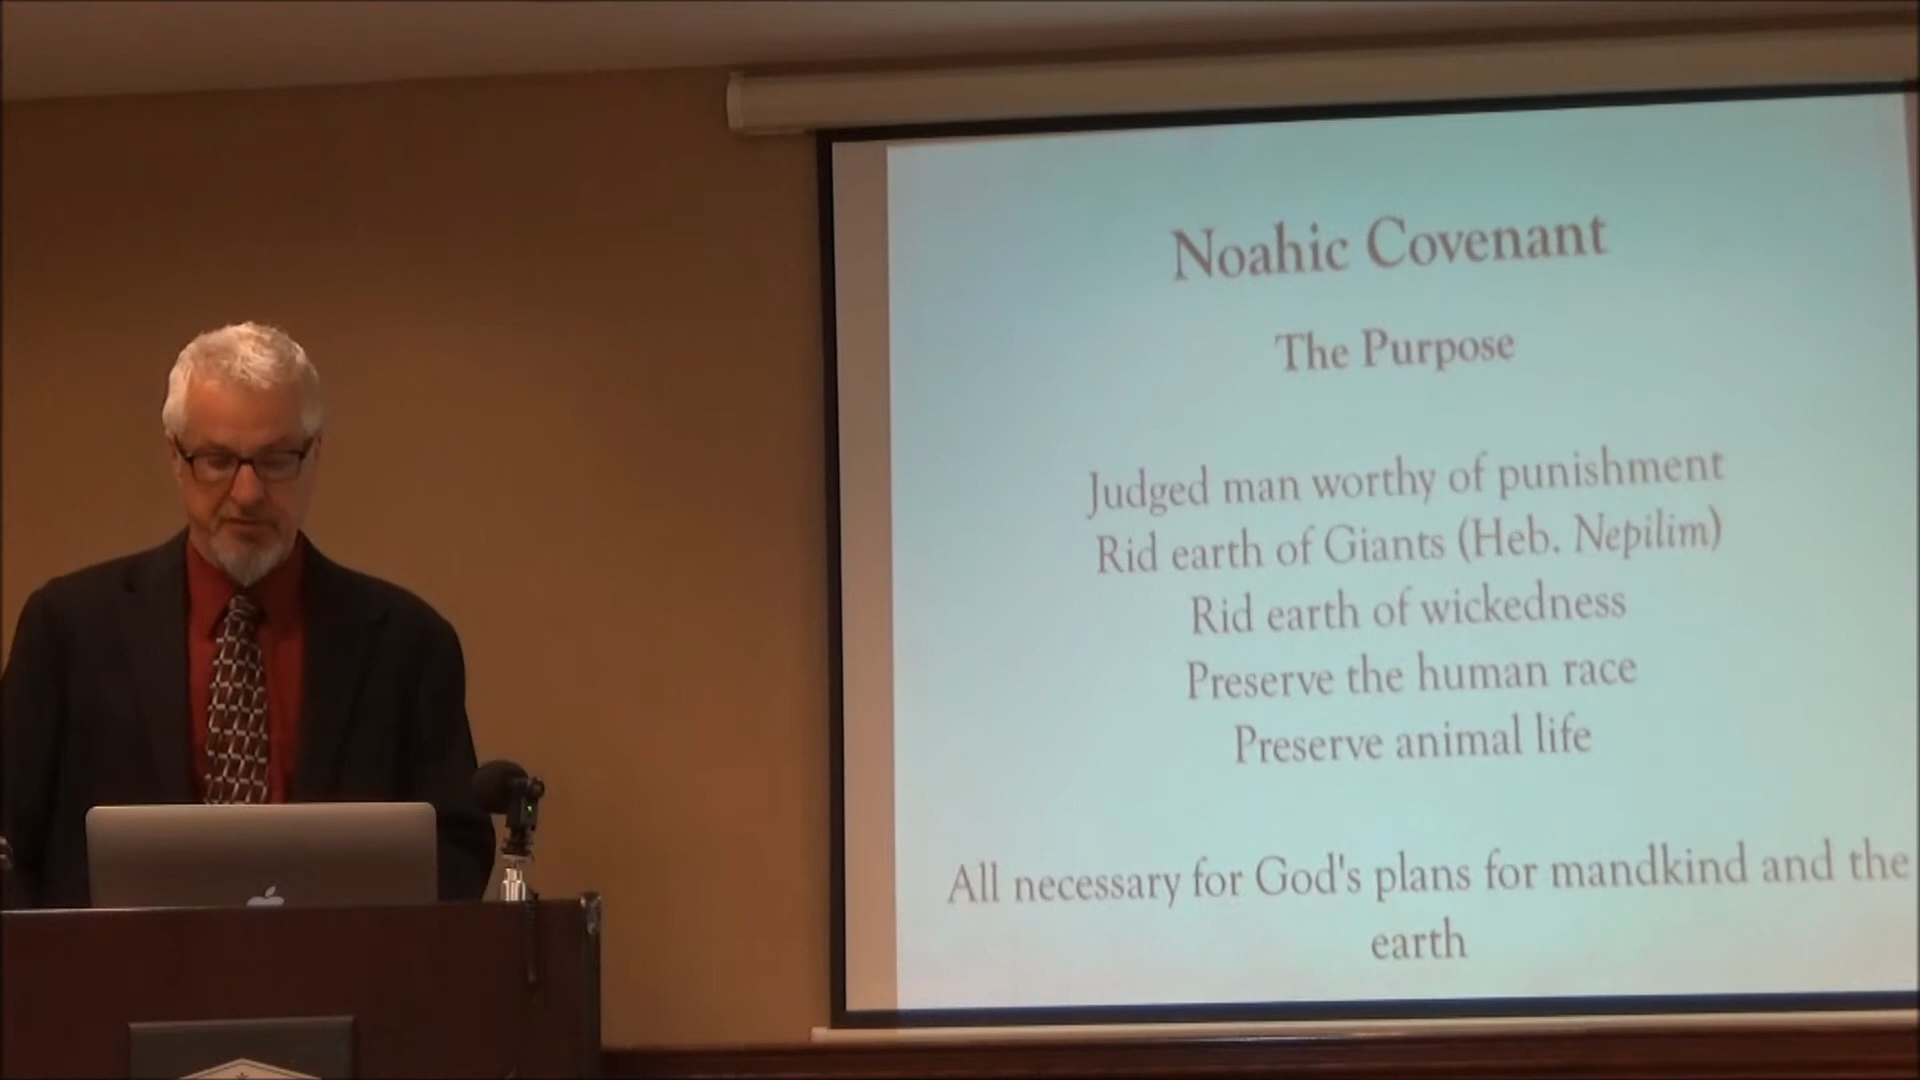 Noahic Covenant
The Purpose
Judged man worthy of punishment
Rid earth of Giants (Heb. Nepilim)
Rid earth of wickedness
Preserve the human race
Preserve animal life
All necessary for God's plans for mandkind and the
earth